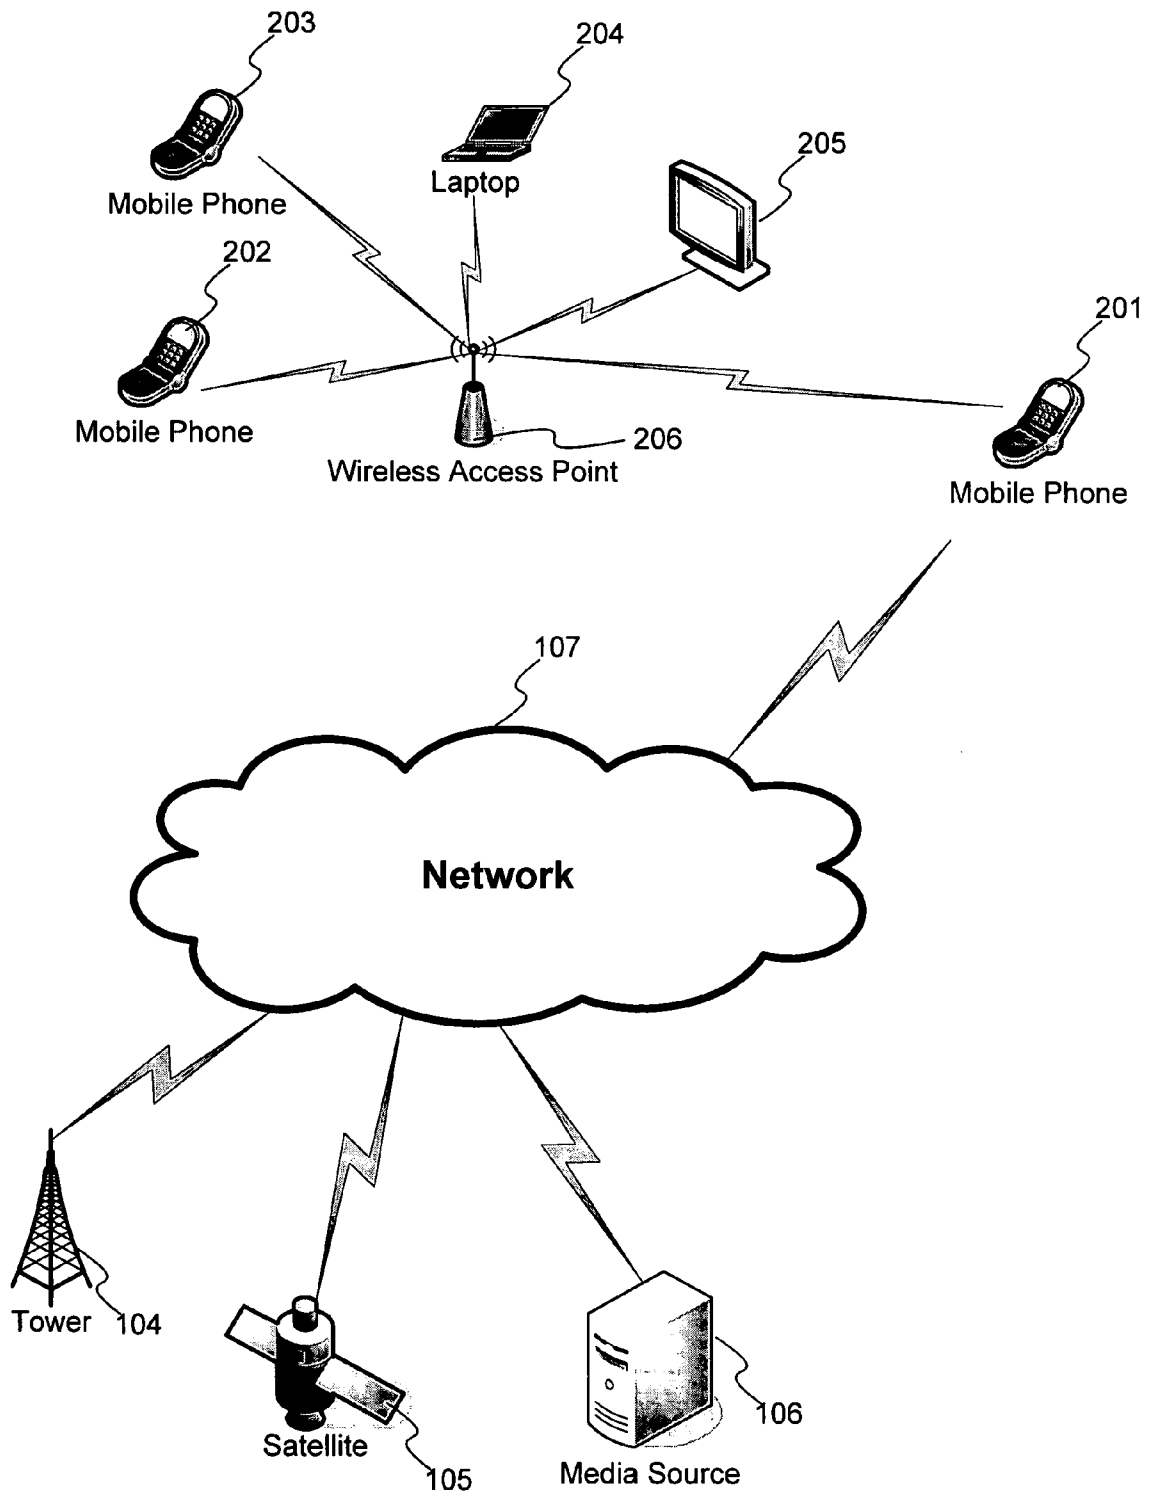 203
204
205
Mobile Phone
Laptop
202
201
Mobile Phone
206
Wireless Access Point
Mobile Phone
107
Network
Tower
104
Satellite
105
106
Media Source